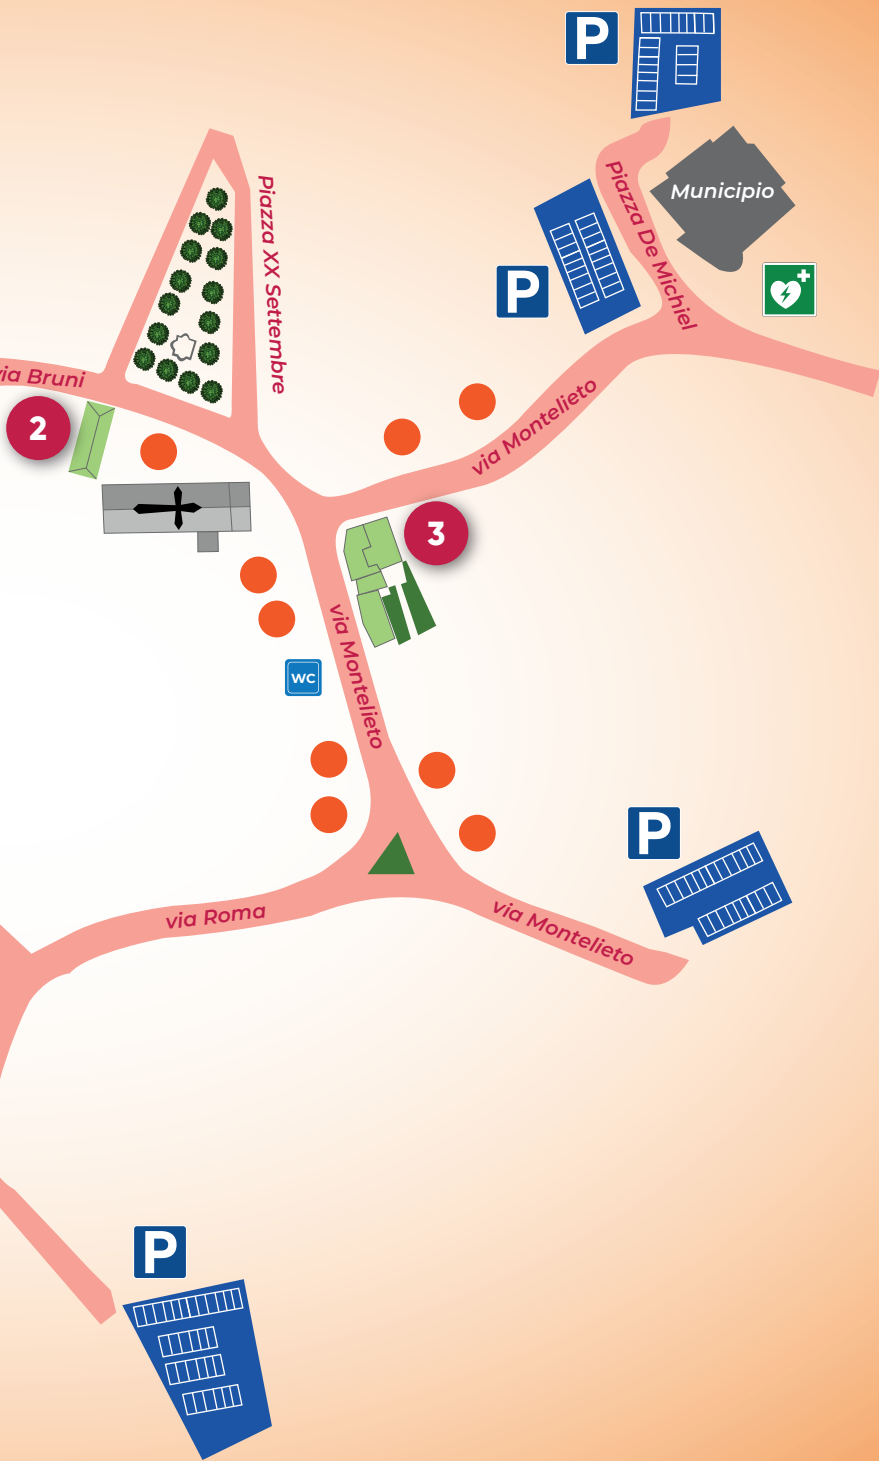 P
Municipio
Piazza De Michiel
P
Piazza XX Settembre
via Bruni
2
via Montelieto
3
via Montelieto
WC
P
via Roma
via Montelieto
P